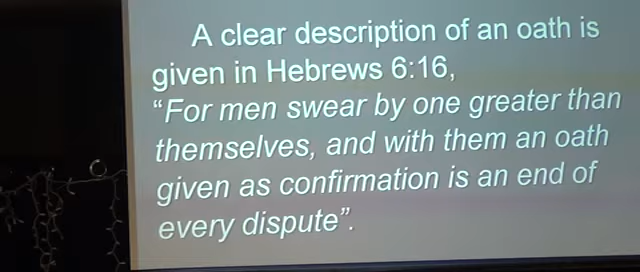 A clear description of an oath is
given in Hebrews 6:16,
“For men swear by one greater than
themselves, and with them an oath
given as confirmation is an end of
every dispute”.